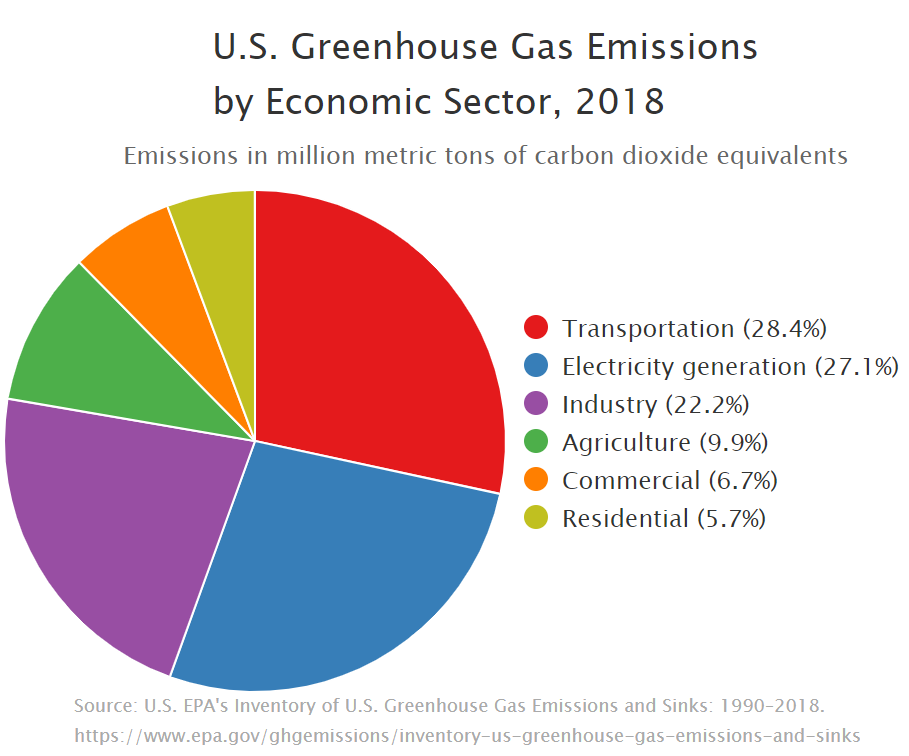 U.S. Greenhouse Gas Emissions
by Economic Sector, 2018
Emissions in million metric tons of carbon dioxide equivalents
Transportation (28.4%)
Electricity generation (27.1%)
Industry (22.2%)
Agriculture (9.9%)
Commercial (6.7%)
Residential (5.7%)
Source: U.S. EPA's Inventory of U.S. Greenhouse Gas Emissions and Sinks: 1990–2018.
https://www.epa.gov/ghgemissions/inventory-us-greenhouse-gas-emissions-and-sinks